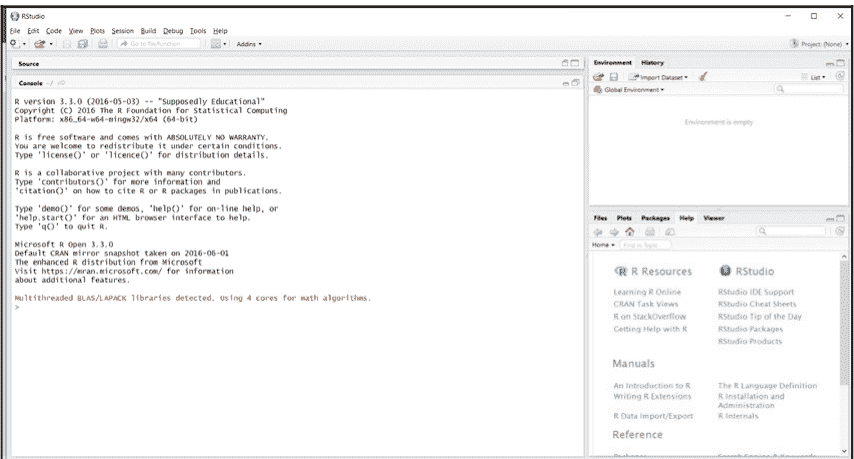 RStudio
File Edit Code View Plots Session Build Debug Tools Help
Go to file/function Addins Project: (None)
Source
Console ~/
R version 3.3.0 (2016-05-03) -- "Supposedly Educational"
Copyright (C) 2016 The R Foundation for Statistical Computing
Platform: x86_64-w64-mingw32/x64 (64-bit)
R is free software and comes with ABSOLUTELY NO WARRANTY.
You are welcome to redistribute it under certain conditions.
Type 'license()' or 'licence()' for distribution details.
R is a collaborative project with many contributors.
Type 'contributors()' for more information and
'citation()' on how to cite R or R packages in publications.
Type 'demo()' for some demos, 'help()' for on-line help, or
'help.start()' for an HTML browser interface to help.
Type 'q()' to quit R.
Microsoft R Open 3.3.0
Default CRAN mirror snapshot taken on 2016-06-01
The enhanced R distribution from Microsoft
Visit https://mran.microsoft.com/ for information
about additional features.
Multithreaded BLAS/LAPACK libraries detected. Using 4 cores for math algorithms.
>
Environment History
Import Dataset List
Global Environment
Environment is empty
Files Plots Packages Help Viewer
Home Find in Topic
R Resources
Learning R Online
CRAN Task Views
R on StackOverflow
Getting Help with R
RStudio
RStudio IDE Support
RStudio Cheat Sheets
RStudio Tip of the Day
RStudio Packages
RStudio Products
Manuals
An Introduction to R
Writing R Extensions
R Data Import/Export
The R Language Definition
R Installation and
Administration
R Internals
Reference